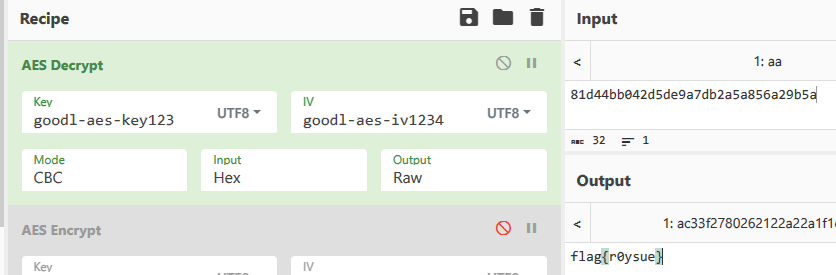 Recipe
AES Decrypt
Key
goodl-aes-key123
UTF8
IV
goodl-aes-iv1234
UTF8
Mode
CBC
Input
Hex
Output
Raw
AES Encrypt
Key
IV
Input
<
1: aa
81d44bb042d5de9a7db2a5a856a29b5a
ABC 32
1
Output
<
1: ac33f2780262122a22a1f1
flag{r0ysue}